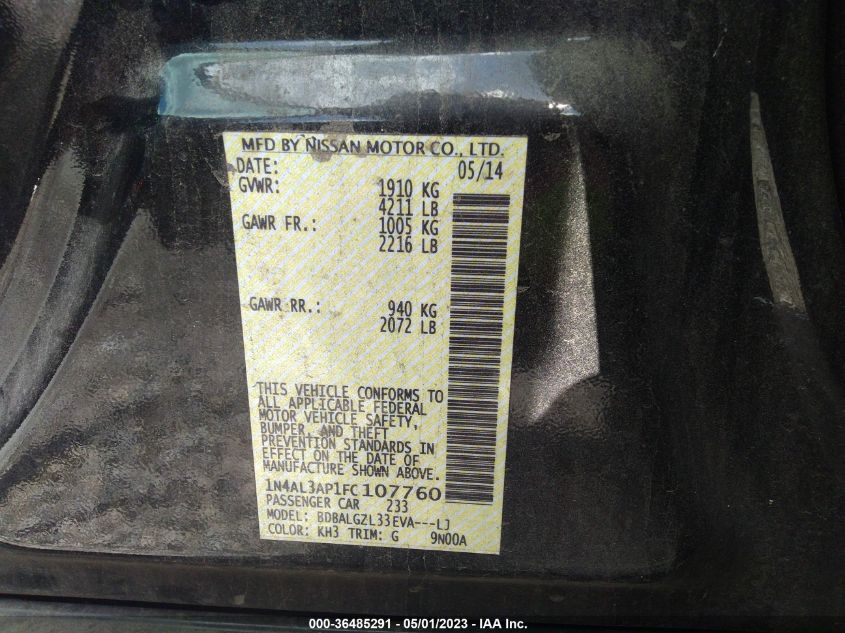 MFD BY NISSAN MOTOR CO., LTD.
DATE: 05/14
GVWR: 1910 KG
4211 LB
GAWR FR.: 1005 KG
2216 LB
GAWR RR.: 940 KG
2072 LB
THIS VEHICLE CONFORMS TO
ALL APPLICABLE FEDERAL
MOTOR VEHICLE SAFETY,
BUMPER, AND THEFT
PREVENTION STANDARDS IN
EFFECT ON THE DATE OF
MANUFACTURE SHOWN ABOVE.
1N4AL3AP1FC107760
PASSENGER CAR 233
MODEL: BDBALGZL33EVA---LJ
COLOR: KH3 TRIM: G 9N00A
000-36485291 - 05/01/2023 - IAA Inc.